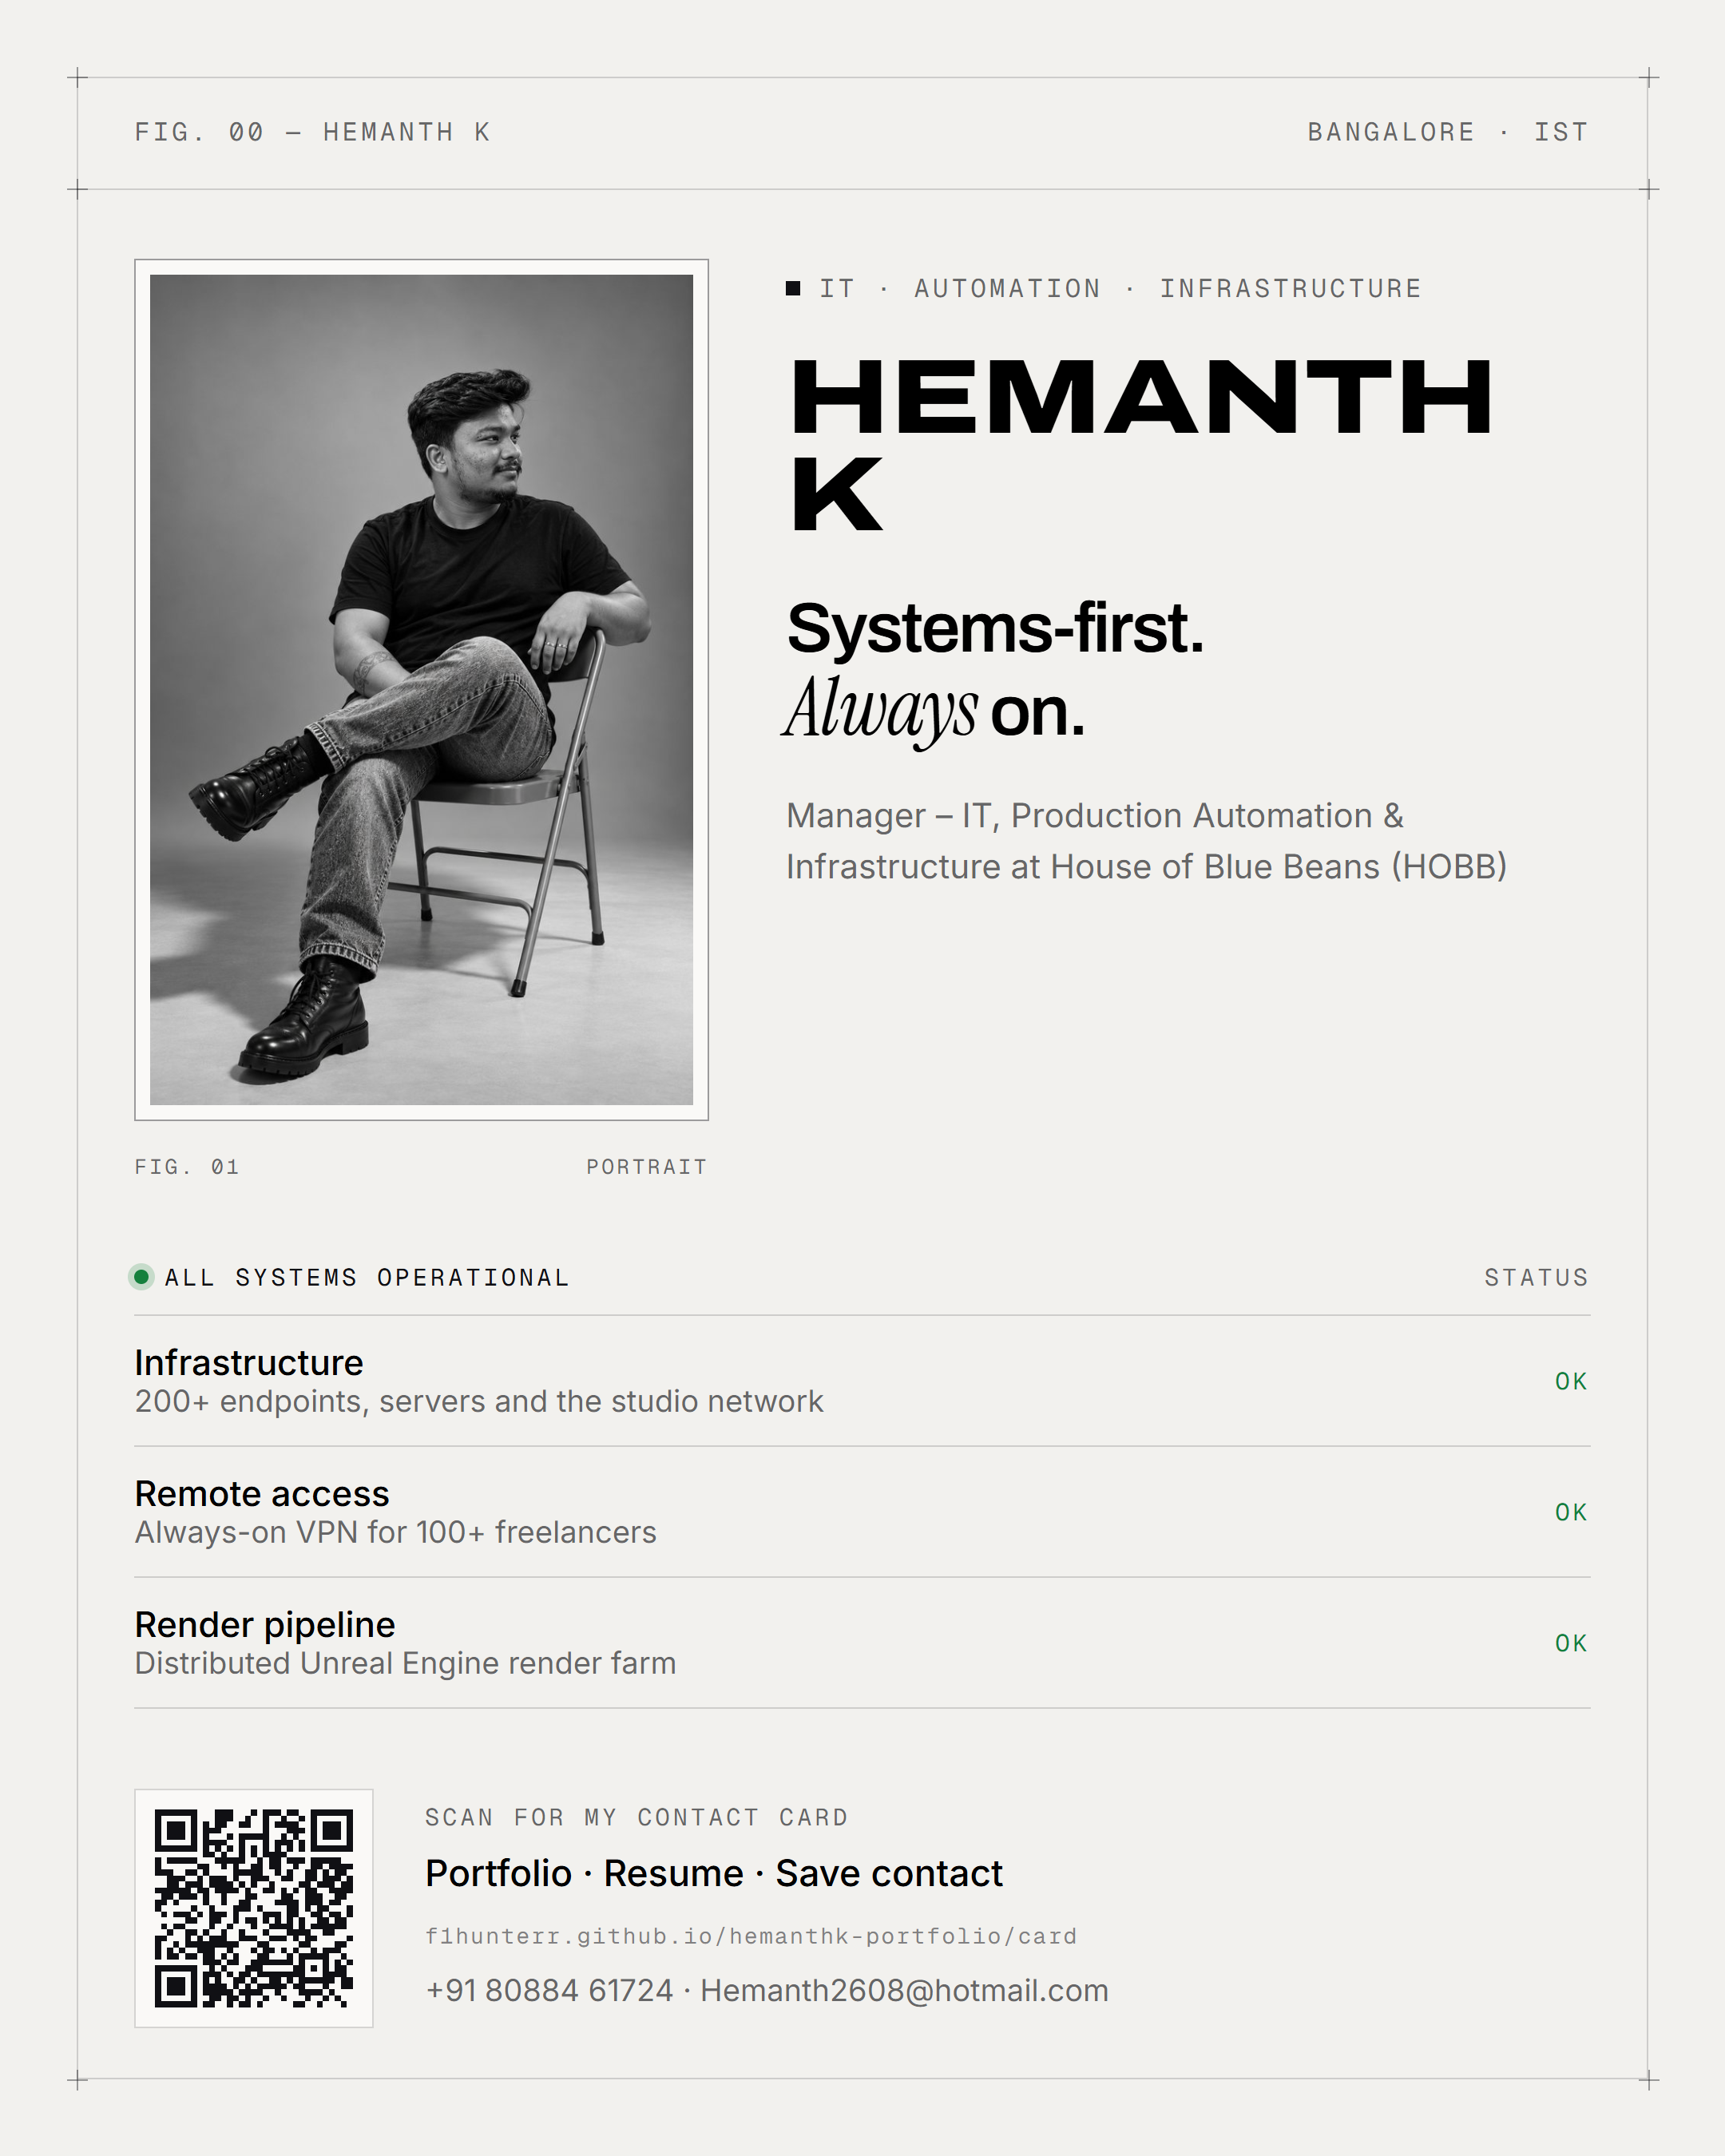 FIG. 00 — HEMANTH K
BANGALORE · IST
IT · AUTOMATION · INFRASTRUCTURE
HEMANTH
K
Systems-first.
Always on.
Manager – IT, Production Automation &
Infrastructure at House of Blue Beans (HOBB)
FIG. 01
PORTRAIT
ALL SYSTEMS OPERATIONAL
STATUS
Infrastructure
200+ endpoints, servers and the studio network
OK
Remote access
Always-on VPN for 100+ freelancers
OK
Render pipeline
Distributed Unreal Engine render farm
OK
SCAN FOR MY CONTACT CARD
Portfolio · Resume · Save contact
f1hunterr.github.io/hemanthk-portfolio/card
+91 80884 61724 · Hemanth2608@hotmail.com